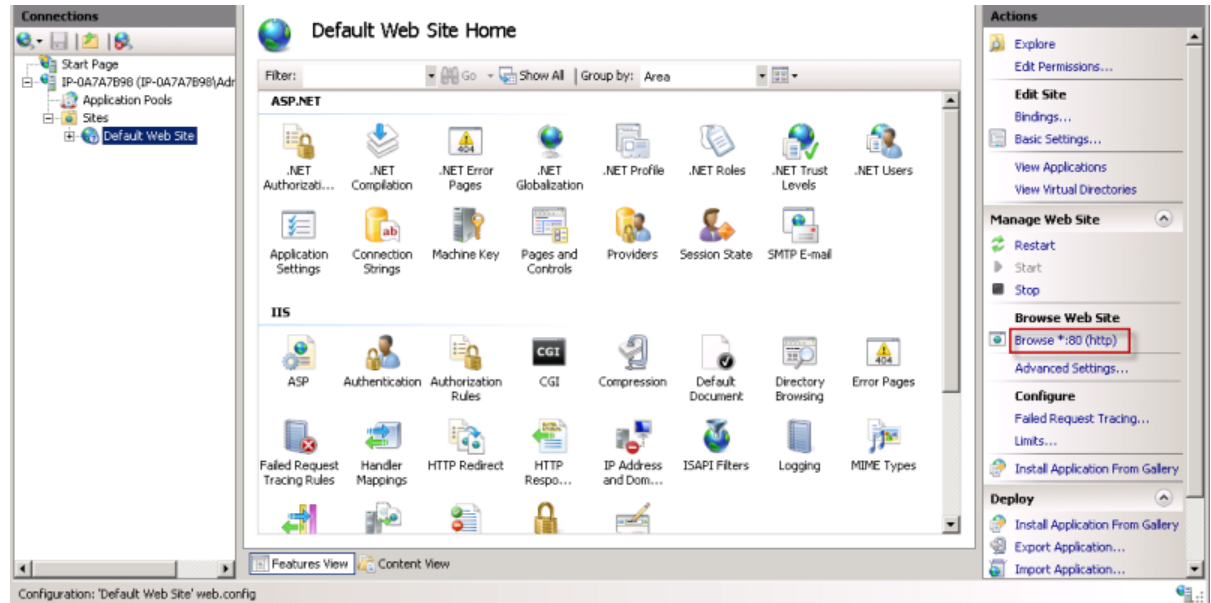 Connections
Start Page
IP-0A7A7B98 (IP-0A7A7B98\Adr
Application Pools
Sites
Default Web Site
Default Web Site Home
Filter: Go Show All Group by: Area
ASP.NET
.NET Authorizati...
.NET Compilation
.NET Error Pages
.NET Globalization
.NET Profile
.NET Roles
.NET Trust Levels
.NET Users
Application Settings
Connection Strings
Machine Key
Pages and Controls
Providers
Session State
SMTP E-mail
IIS
ASP
Authentication
Authorization Rules
CGI
CGI
Compression
Default Document
Directory Browsing
404
Error Pages
Failed Request Tracing Rules
Handler Mappings
HTTP Redirect
HTTP Respo...
IP Address and Dom...
ISAPI Filters
Logging
MIME Types
Features View
Content View
Configuration: 'Default Web Site' web.config
Actions
Explore
Edit Permissions...
Edit Site
Bindings...
Basic Settings...
View Applications
View Virtual Directories
Manage Web Site
Restart
Start
Stop
Browse Web Site
Browse *:80 (http)
Advanced Settings...
Configure
Failed Request Tracing...
Limits...
Install Application From Gallery
Deploy
Install Application From Gallery
Export Application...
Import Application...